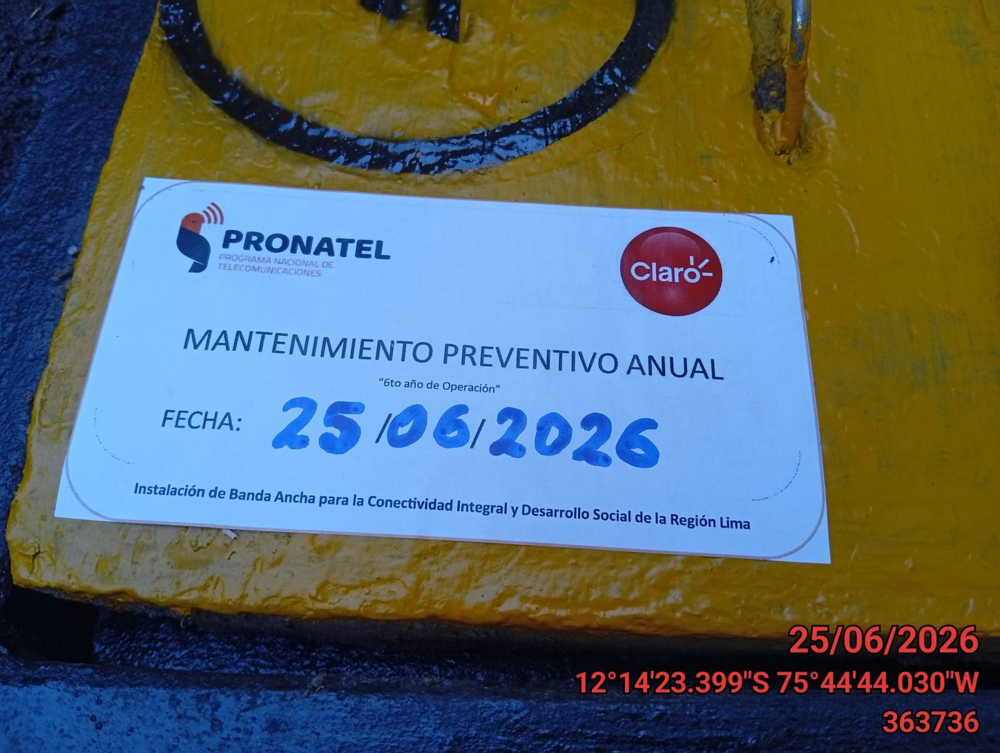 PRONATEL
PROGRAMA NACIONAL DE
TELECOMUNICACIONES
Claro
MANTENIMIENTO PREVENTIVO ANUAL
“6to año de Operación”
FECHA: 25/06/2026
Instalación de Banda Ancha para la Conectividad Integral y Desarrollo Social de la Región Lima
25/06/2026
12°14'23.399"S 75°44'44.030"W
363736